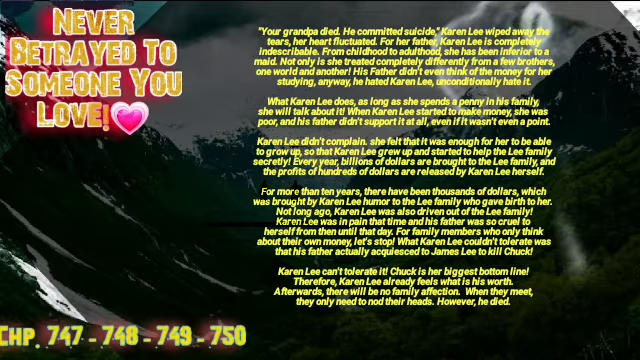 NEVER
BETRAYED TO
SOMEONE YOU
LOVE!
"Your grandpa died. He committed suicide," Karen Lee wiped away the
tears, her heart fluctuated. For her father, Karen Lee is completely
indescribable. From childhood to adulthood, she has been inferior to a
maid. Not only is she treated completely differently from a few brothers,
one world and another! His Father didn't even think of the money for her
studying, anyway, he hated Karen Lee, unconditionally hate it.
What Karen Lee does, as long as she spends a penny in his family,
she will talk about it! When Karen Lee started to make money, she was
poor, and his father didn't support it at all, even if it wasn't even a point.
Karen Lee didn't complain. she felt that it was enough for her to be able
to grow up, so that Karen Lee grew up and started to help the Lee family
secretly! Every year, billions of dollars are brought to the Lee family, and
the profits of hundreds of dollars are released by Karen Lee herself.
For more than ten years, there have been thousands of dollars, which
was brought by Karen Lee humor to the Lee family who gave birth to her.
Not long ago, Karen Lee was also driven out of the Lee family!
Karen Lee was in pain that time and his father was so cruel to
herself from then until that day. For family members who only think
about their own money, let's stop! What Karen Lee couldn't tolerate was
that his father actually acquiesced to James Lee to kill Chuck!
Karen Lee can't tolerate it! Chuck is her biggest bottom line!
Therefore, Karen Lee already feels what is his worth.
Afterwards, there will be no family affection. When they meet,
they only need to nod their heads. However, he died.
CHP. 747 - 748 - 749 - 750